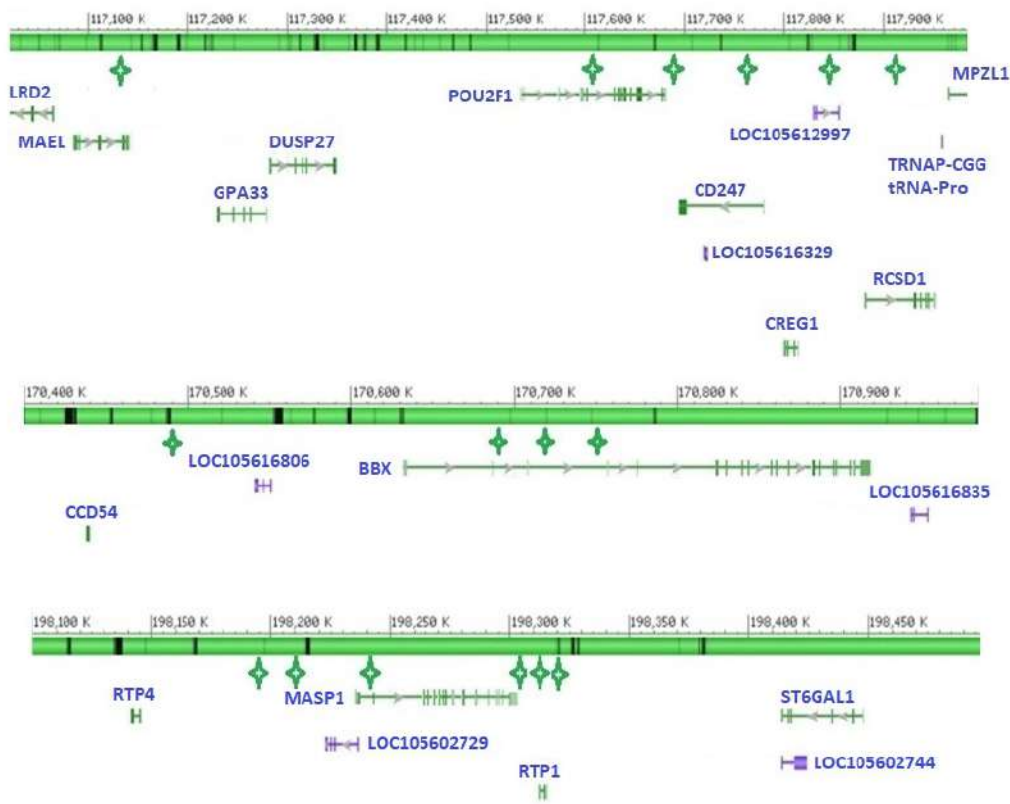 117,100 K 117,200 K 117,300 K 117,400 K 117,500 K 117,600 K 117,700 K 117,800 K 117,900 K
LRD2 POU2F1 MPZL1
MAEL DUSP27 LOC105612997
GPA33 CD247 TRNAP-CGG
tRNA-Pro
LOC105616329
RCSD1
CREG1
170,400 K 170,500 K 170,600 K 170,700 K 170,800 K 170,900 K
LOC105616806 BBX
LOC105616835
CCD54
198,100 K 198,150 K 198,200 K 198,250 K 198,300 K 198,350 K 198,400 K 198,450 K
RTP4 MASP1 ST6GAL1
LOC105602729
RTP1 LOC105602744